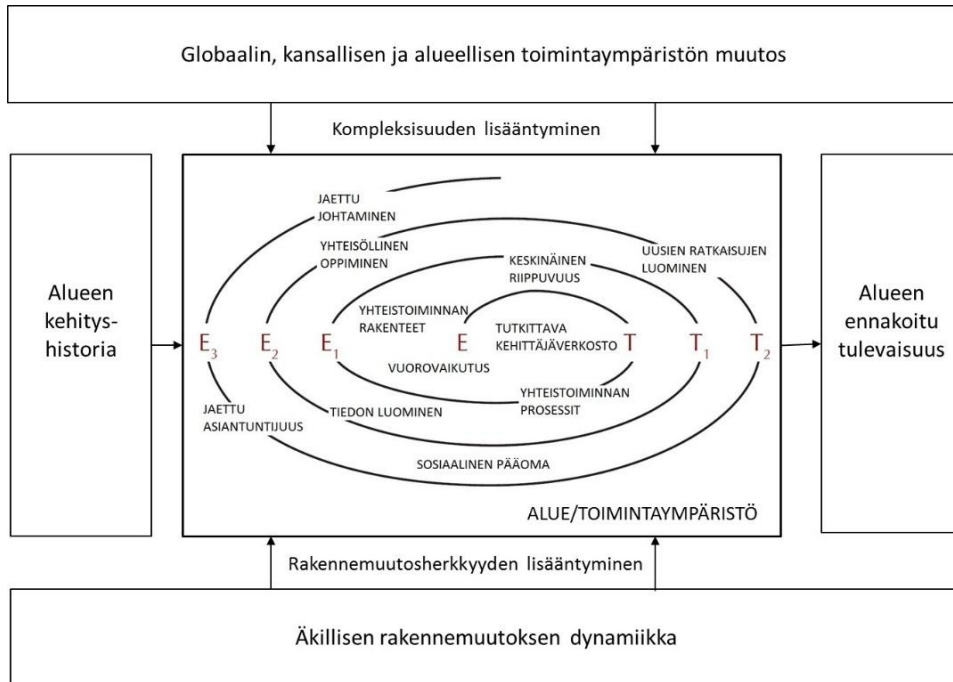 Globaalin, kansallisen ja alueellisen toimintaympäristön muutos
Kompleksisuuden lisääntyminen
Alueen
kehitys-
historia
JAETTU
JOHTAMINEN
YHTEISÖLLINEN
OPPIMINEN
KESKINÄINEN
RIIPPUVUUS
UUSIEN RATKAISUJEN
LUOMINEN
YHTEISTOIMINNAN
RAKENTEET
TUTKITTAVA
KEHITTÄJÄVERKOSTO
E₃ E₂ E₁ E T T₁ T₂
VUOROVAIKUTUS
YHTEISTOIMINNAN
PROSESSIT
JAETTU
ASIANTUNTIJUUS
TIEDON LUOMINEN
SOSIAALINEN PÄÄOMA
ALUE/TOIMINTAYMPÄRISTÖ
Alueen
ennakoitu
tulevaisuus
Rakennemuutosherkkyyden lisääntyminen
Äkillisen rakennemuutoksen dynamiikka